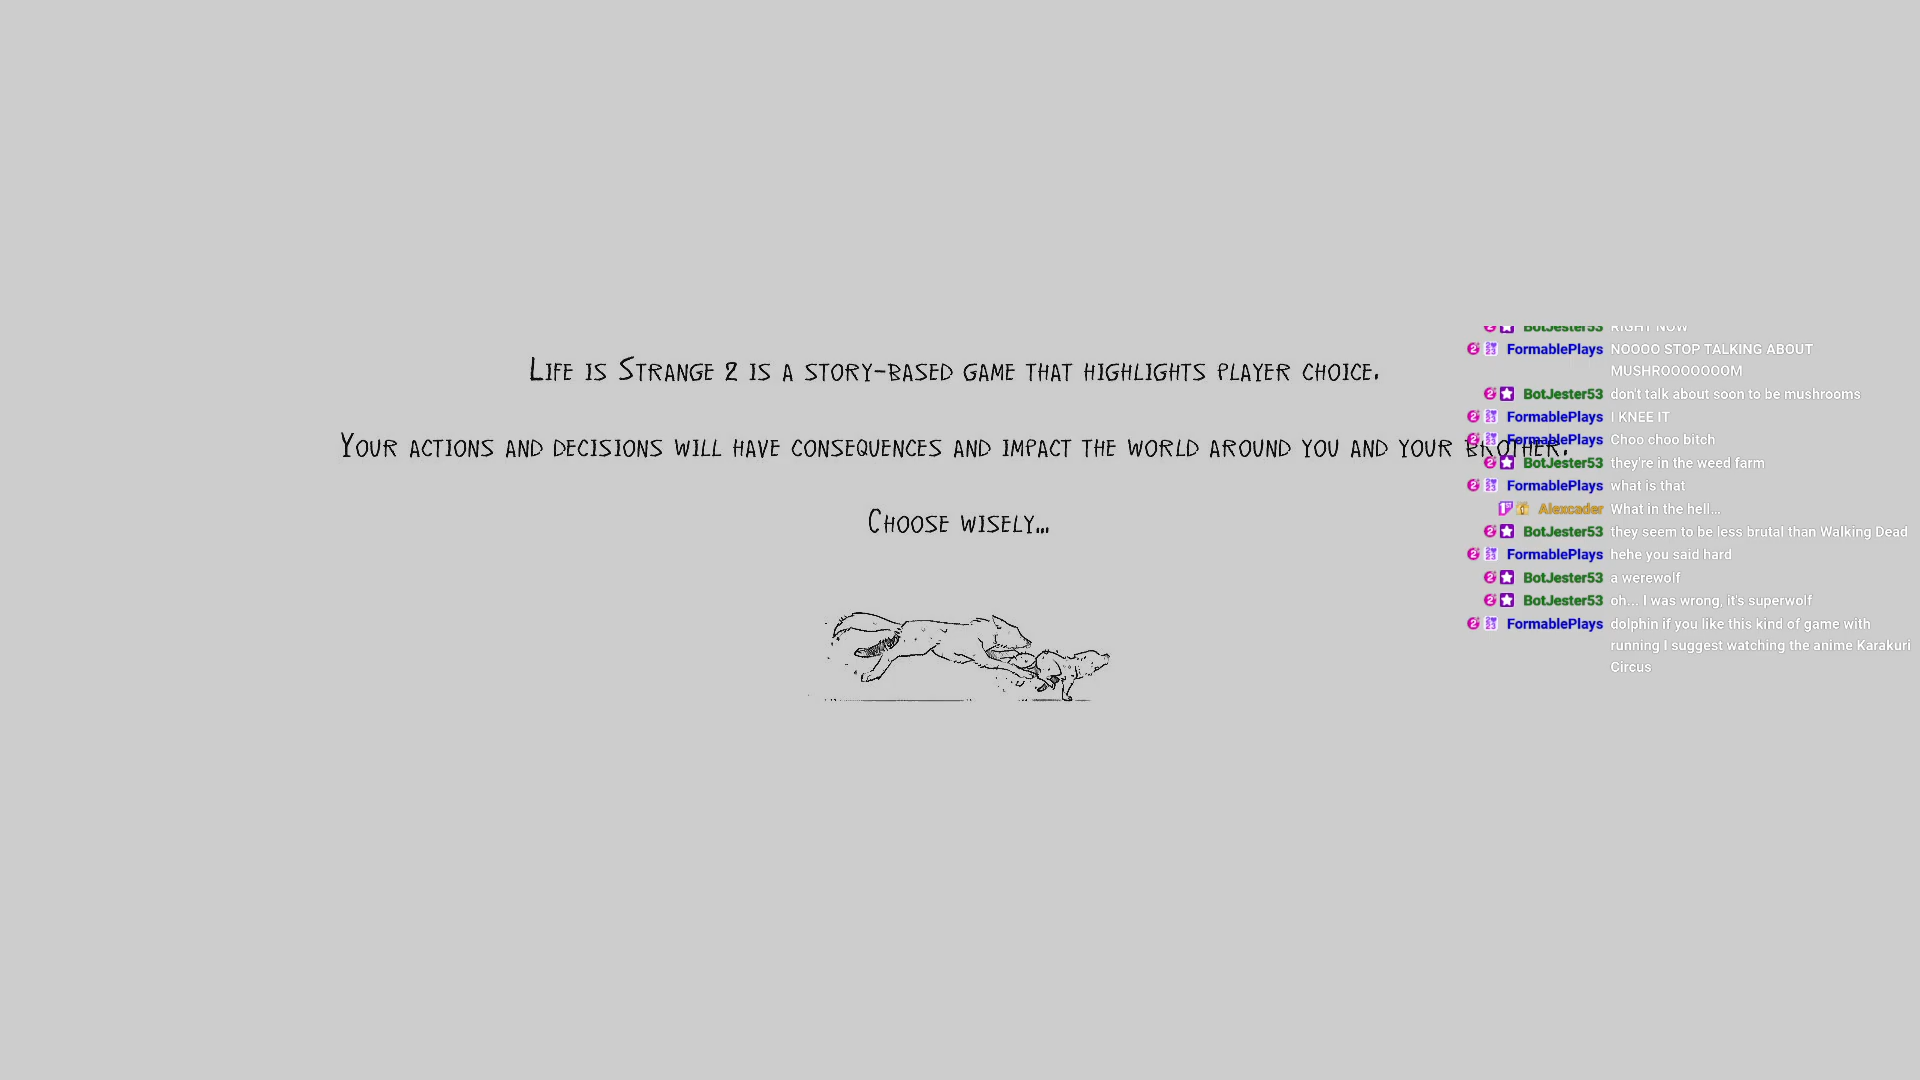 Life is Strange 2 is a story-based game that highlights player choice.
Your actions and decisions will have consequences and impact the world around you and your brother.
Choose wisely...
BotJester53 RIGHT NOW
FormablePlays NOOOO STOP TALKING ABOUT
MUSHROOOOOOOM
BotJester53 don't talk about soon to be mushrooms
FormablePlays I KNEE IT
FormablePlays Choo choo bitch
BotJester53 they're in the weed farm
FormablePlays what is that
Alexcader What in the hell...
BotJester53 they seem to be less brutal than Walking Dead
FormablePlays hehe you said hard
BotJester53 a werewolf
BotJester53 oh... I was wrong, it's superwolf
FormablePlays dolphin if you like this kind of game with
running I suggest watching the anime Karakuri
Circus